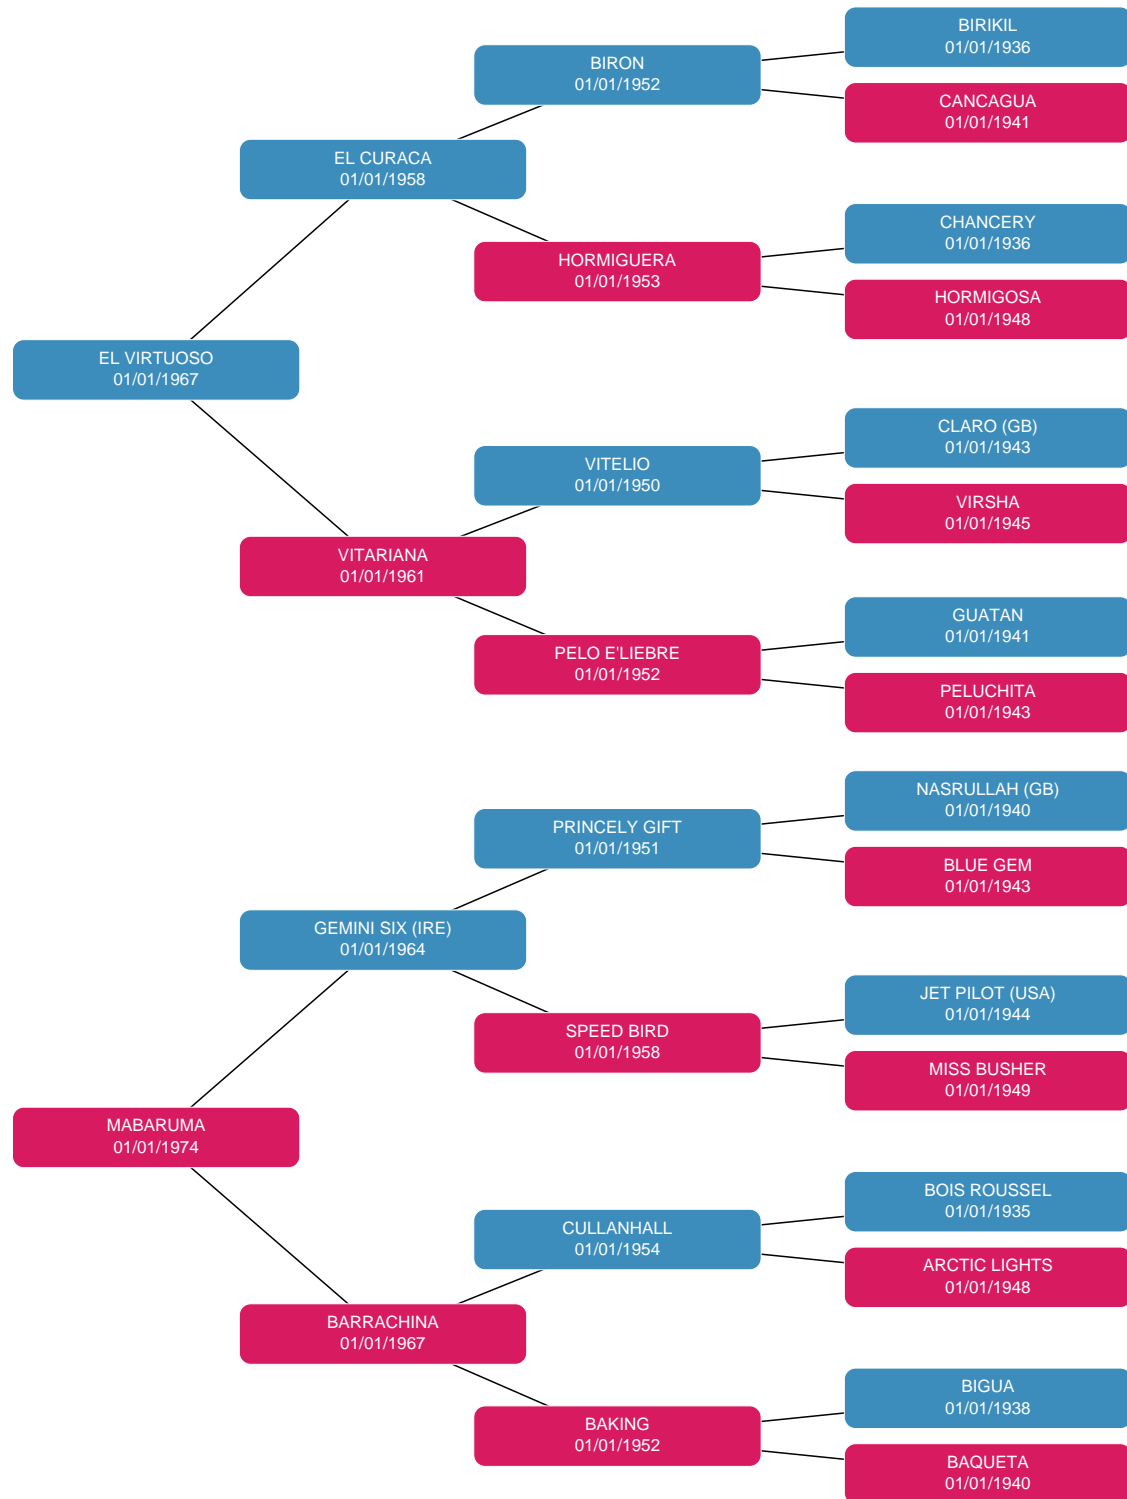 BIRIKIL
01/01/1936
BIRON
01/01/1952
CANCAGUA
01/01/1941
EL CURACA
01/01/1958
CHANCERY
01/01/1936
HORMIGUERA
01/01/1953
HORMIGOSA
01/01/1948
EL VIRTUOSO
01/01/1967
CLARO (GB)
01/01/1943
VITELIO
01/01/1950
VIRSHA
01/01/1945
VITARIANA
01/01/1961
GUATAN
01/01/1941
PELO E'LIEBRE
01/01/1952
PELUCHITA
01/01/1943
NASRULLAH (GB)
01/01/1940
PRINCELY GIFT
01/01/1951
BLUE GEM
01/01/1943
GEMINI SIX (IRE)
01/01/1964
JET PILOT (USA)
01/01/1944
SPEED BIRD
01/01/1958
MISS BUSHER
01/01/1949
MABARUMA
01/01/1974
BOIS ROUSSEL
01/01/1935
CULLANHALL
01/01/1954
ARCTIC LIGHTS
01/01/1948
BARRACHINA
01/01/1967
BIGUA
01/01/1938
BAKING
01/01/1952
BAQUETA
01/01/1940